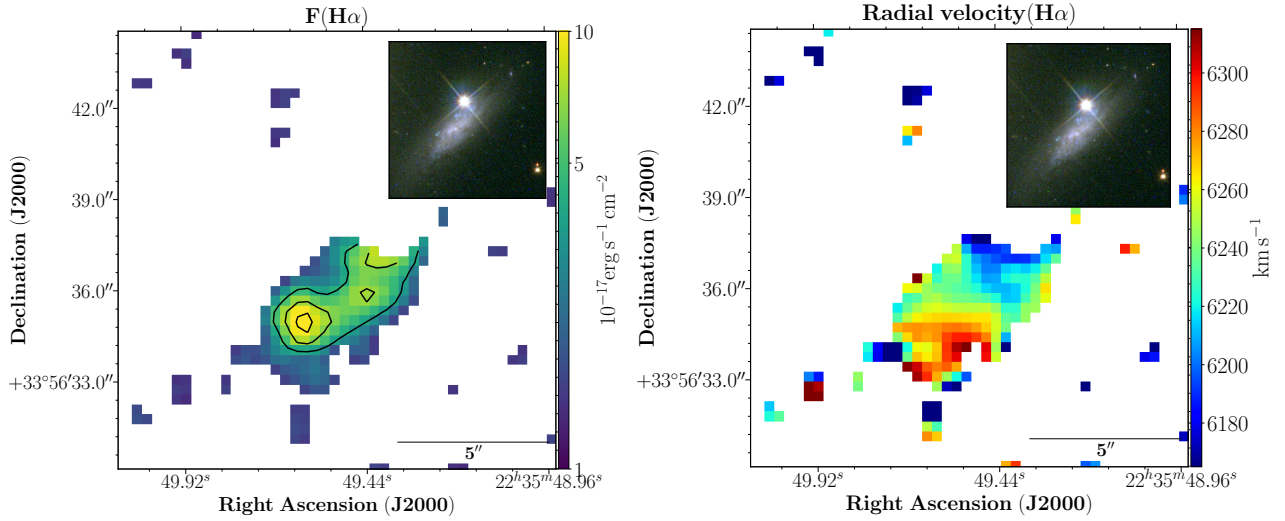 F(Hα)
10
5
1
10⁻¹⁷erg s⁻¹ cm⁻²
42.0″
39.0″
36.0″
+33°56′33.0″
Declination (J2000)
5″
49.92ˢ
49.44ˢ
22ʰ35ᵐ48.96ˢ
Right Ascension (J2000)
Radial velocity(Hα)
6300
6280
6260
6240
6220
6200
6180
6160
km s⁻¹
42.0″
39.0″
36.0″
+33°56′33.0″
Declination (J2000)
5″
49.92ˢ
49.44ˢ
22ʰ35ᵐ48.96ˢ
Right Ascension (J2000)